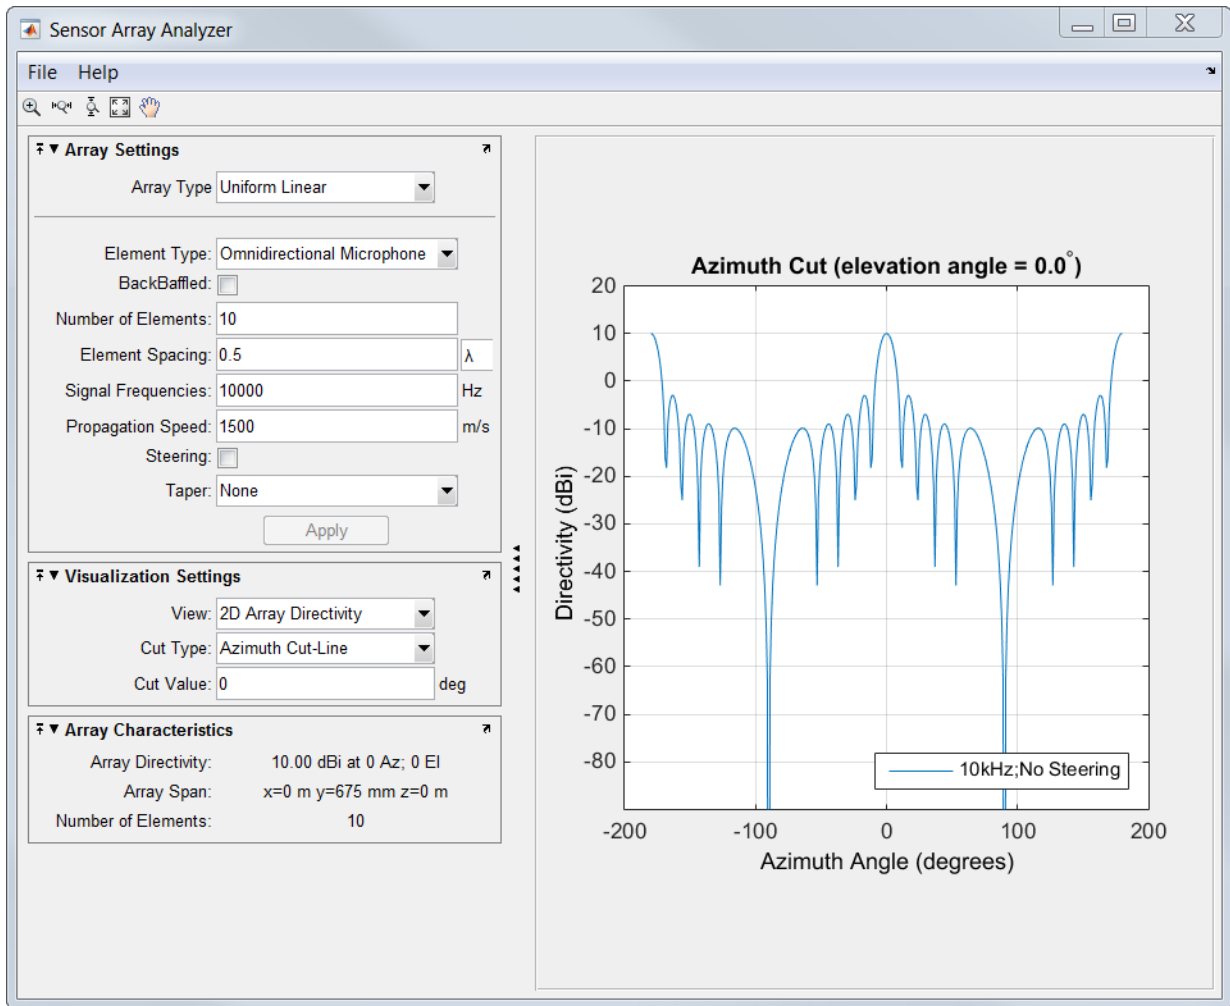 Sensor Array Analyzer
File Help
Array Settings
Array Type Uniform Linear
Element Type: Omnidirectional Microphone
BackBaffled:
Number of Elements: 10
Element Spacing: 0.5 λ
Signal Frequencies: 10000 Hz
Propagation Speed: 1500 m/s
Steering:
Taper: None
Apply
Visualization Settings
View: 2D Array Directivity
Cut Type: Azimuth Cut-Line
Cut Value: 0 deg
Array Characteristics
Array Directivity: 10.00 dBi at 0 Az; 0 El
Array Span: x=0 m y=675 mm z=0 m
Number of Elements: 10
Azimuth Cut (elevation angle = 0.0°)
20
10
0
-10
-20
-30
-40
-50
-60
-70
-80
Directivity (dBi)
10kHz;No Steering
-200 -100 0 100 200
Azimuth Angle (degrees)